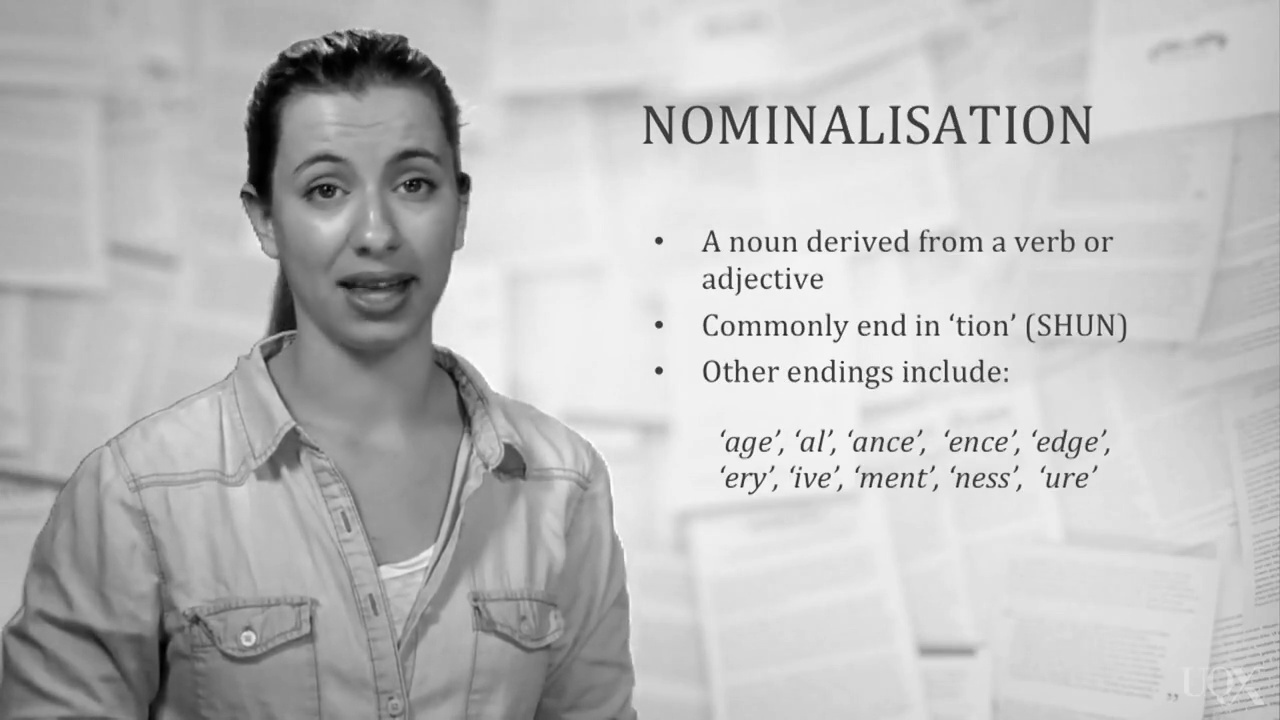 NOMINALISATION
• A noun derived from a verb or
adjective
• Commonly end in ‘tion’ (SHUN)
• Other endings include:
‘age’, ‘al’, ‘ance’, ‘ence’, ‘edge’,
‘ery’, ‘ive’, ‘ment’, ‘ness’, ‘ure’
UQX